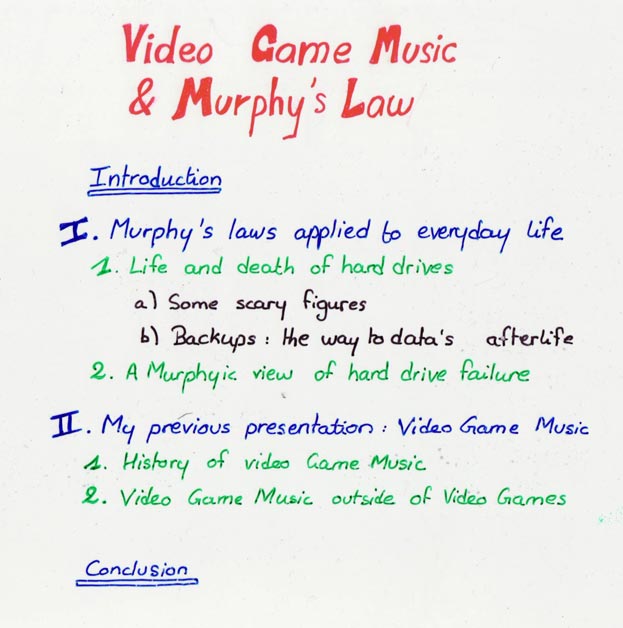 Video Game Music
& Murphy's Law
Introduction
I. Murphy's laws applied to everyday life
1. Life and death of hard drives
a) Some scary figures
b) Backups : the way to data's afterlife
2. A Murphyic view of hard drive failure
II. My previous presentation : Video Game Music
1. History of video Game Music
2. Video Game Music outside of Video Games
Conclusion